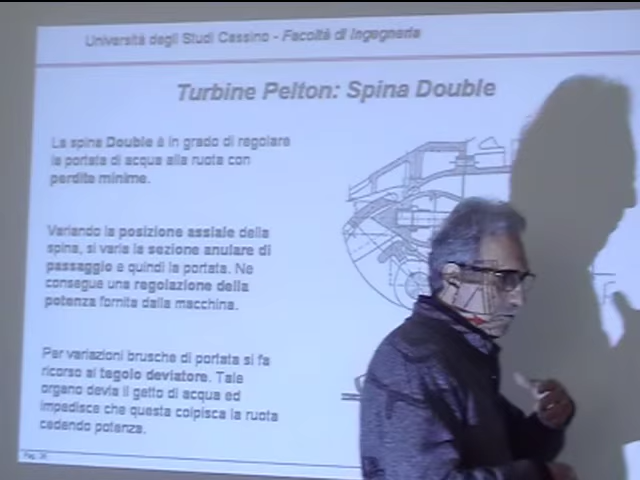 Università degli Studi Cassino - Facoltà di Ingegneria
Turbine Pelton: Spina Double
La spina Double è in grado di regolare
la portata di acqua alla ruota con
perdite minime.
Variando la posizione assiale della
spina, si varia la sezione anulare di
passaggio e quindi la portata. Ne
consegue una regolazione della
potenza fornita dalla macchina.
Per variazioni brusche di portata si fa
ricorso al tegolo deviatore. Tale
organo devia il getto di acqua ed
impedisce che questa colpisca la ruota
cedendo potenza.
Pag.